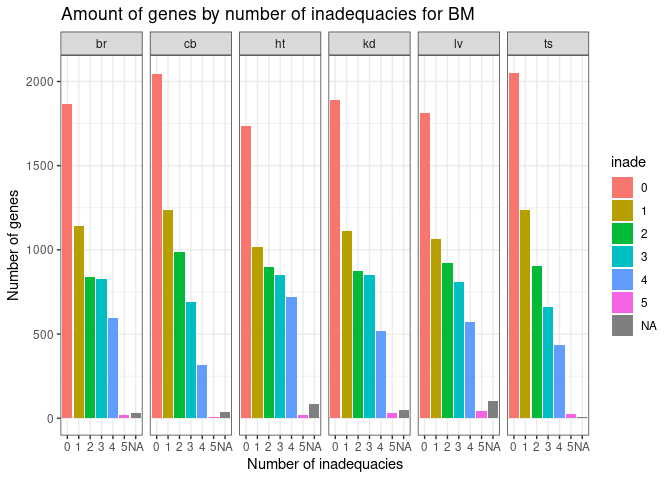 Amount of genes by number of inadequacies for BM
br cb ht kd lv ts
2000
1500
1000
500
0
Number of genes
0 1 2 3 4 5NA 0 1 2 3 4 5NA 0 1 2 3 4 5NA 0 1 2 3 4 5NA 0 1 2 3 4 5NA 0 1 2 3 4 5NA
Number of inadequacies
inade
0
1
2
3
4
5
NA